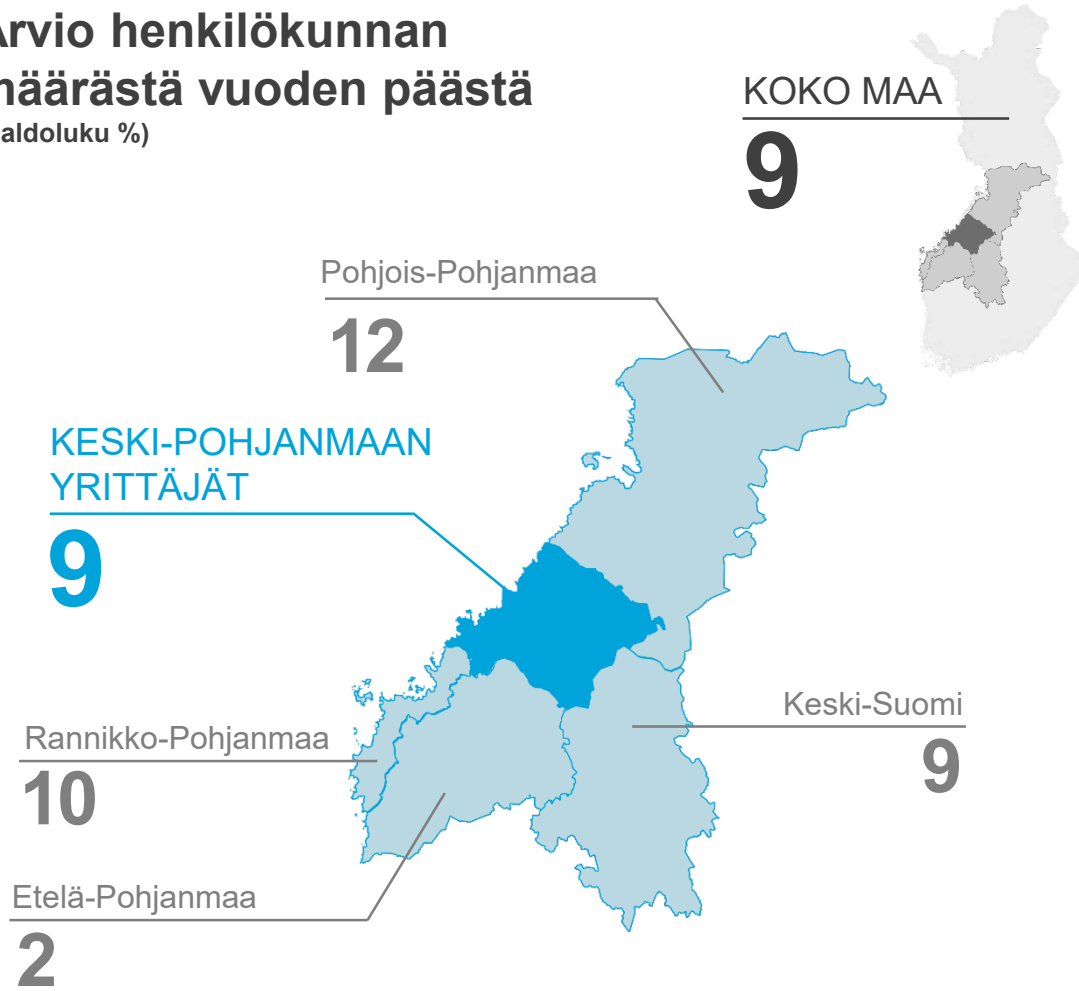 Arvio henkilökunnan
määrästä vuoden päästä
aldoluku %)
KOKO MAA
9
Pohjois-Pohjanmaa
12
KESKI-POHJANMAAN
YRITTÄJÄT
9
Keski-Suomi
9
Rannikko-Pohjanmaa
10
Etelä-Pohjanmaa
2